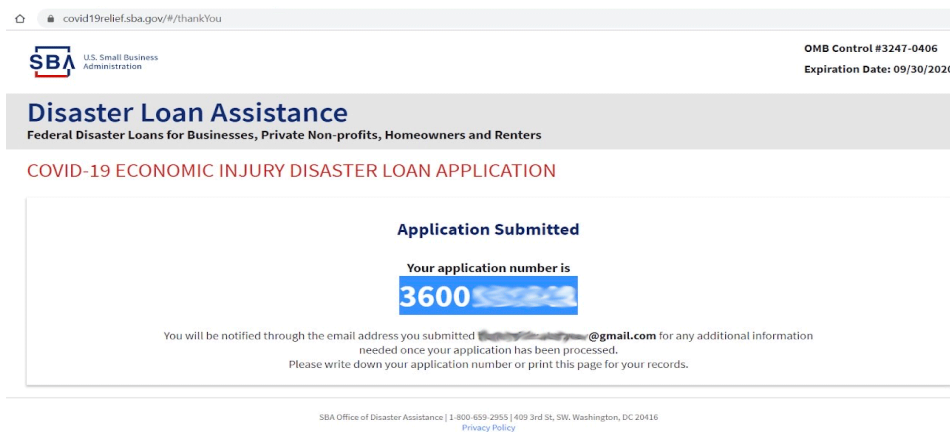 covid19relief.sba.gov/#/thankYou
SBA
U.S. Small Business
Administration
OMB Control #3247-0406
Expiration Date: 09/30/2020
Disaster Loan Assistance
Federal Disaster Loans for Businesses, Private Non-profits, Homeowners and Renters
COVID-19 ECONOMIC INJURY DISASTER LOAN APPLICATION
Application Submitted
Your application number is
3600
You will be notified through the email address you submitted @gmail.com for any additional information
needed once your application has been processed.
Please write down your application number or print this page for your records.
SBA Office of Disaster Assistance | 1-800-659-2955 | 409 3rd St, SW. Washington, DC 20416
Privacy Policy